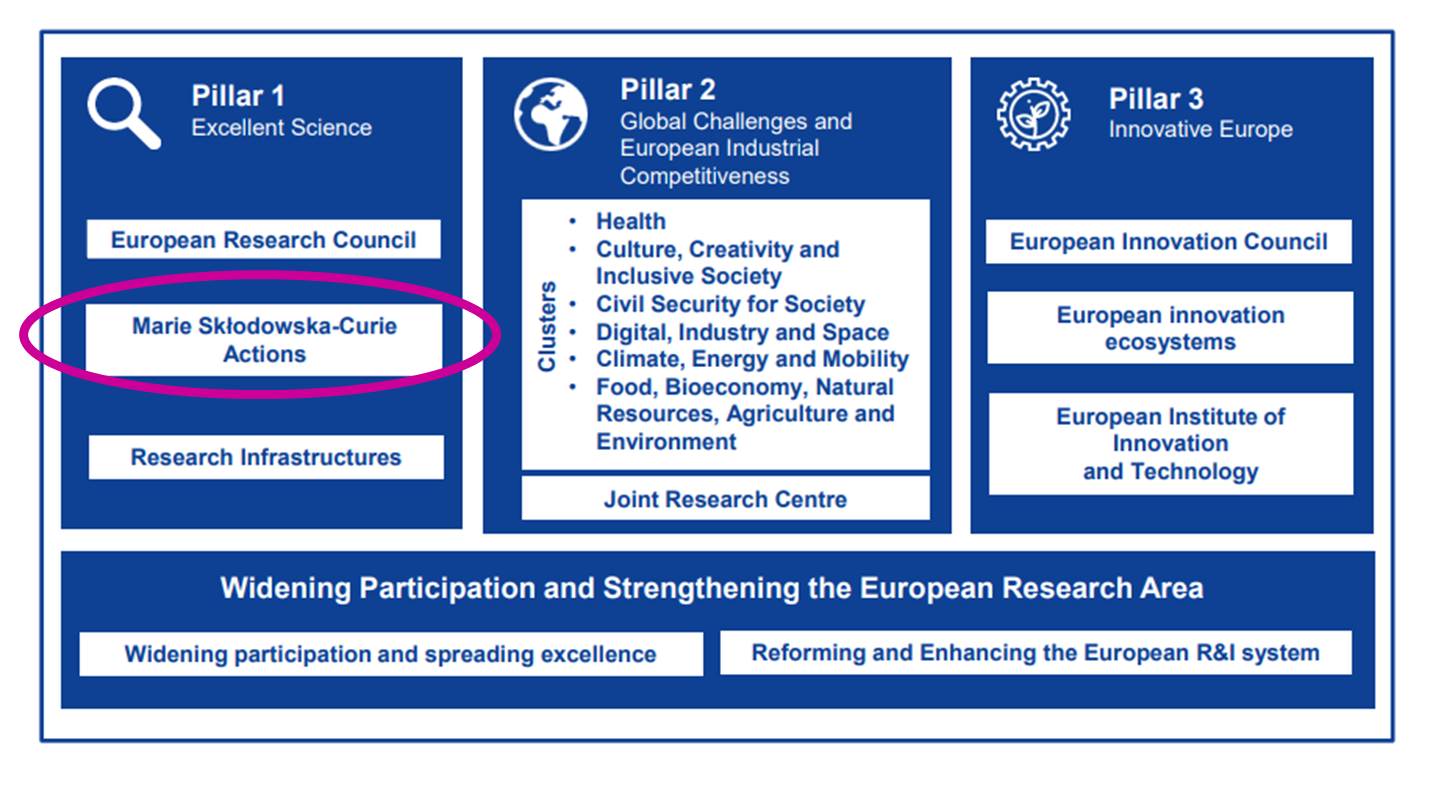 Pillar 1
Excellent Science
European Research Council
Marie Skłodowska-Curie
Actions
Research Infrastructures
Pillar 2
Global Challenges and
European Industrial
Competitiveness
Clusters
• Health
• Culture, Creativity and
Inclusive Society
• Civil Security for Society
• Digital, Industry and Space
• Climate, Energy and Mobility
• Food, Bioeconomy, Natural
Resources, Agriculture and
Environment
Joint Research Centre
Pillar 3
Innovative Europe
European Innovation Council
European innovation
ecosystems
European Institute of
Innovation
and Technology
Widening Participation and Strengthening the European Research Area
Widening participation and spreading excellence
Reforming and Enhancing the European R&I system